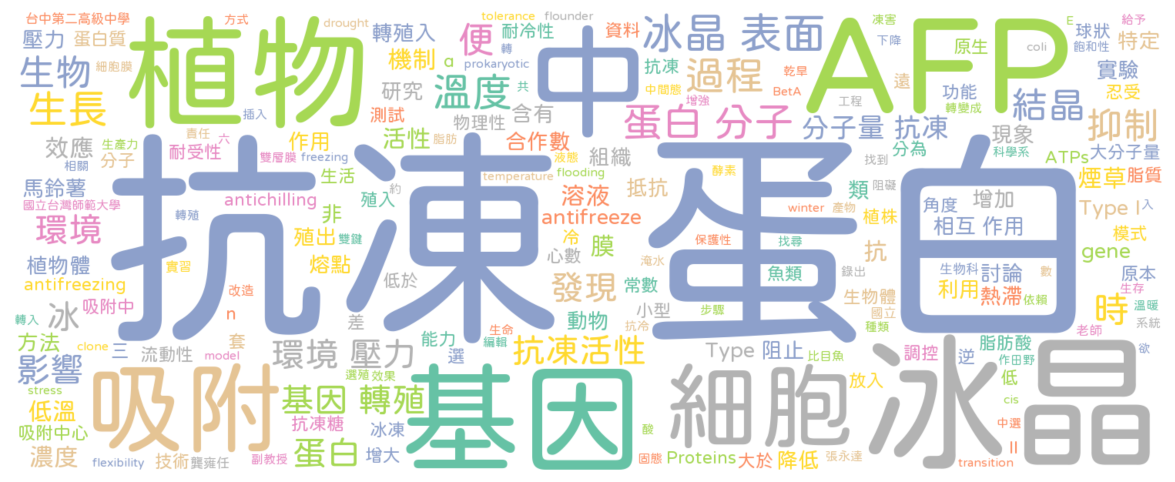 台中第二高級中學
方式
drought
tolerance
flounder
凍害
給予
E
壓力
蛋白質
植物
轉殖入
便
耐冷性
資料
冰晶 表面
AFP
下降
原生
coli
球狀
飽和性
特定
生物
細胞膜
機制
a
轉
prokaryotic
抗凍
過程
乾旱
遠
功能
轉變成
實驗
忍受
生長
插入
研究
溫度
共
中
中間態
增強
BetA
工程
結晶
抑制
測試
物理性
含有
蛋白 分子
分子量
抗凍
現象
效應
生產力
責任
六
作用
活性
脂肪
合作數
分為
找到
科學系
ATPs
大分子量
相關
分子
耐受性
雙層膜
freezing
液態
組織
抗凍蛋白
酵素
類
阻礙
煙草
脂質
馬鈴薯
生活
temperature
flooding
抵抗
增加
國立台灣師範大學
antichilling
殖入
約
溶液
角度
Type I
入
環境
轉殖
非
antifreeze
winter
產物
植株
相互 作用
模式
殖出
雙鍵
冷
膜
保護性
找尋
抗
gene
植物體
實習
熔點
心數
淹水
魚類
錄出
生物科
討論
數
原本
antifreezing
低於
發現
常數
生物體
利用
熱滯
依賴
生存
溫暖
冰
吸附中
改造
n
差
步驟
小型
國立
時
轉入
套
生命
動物
抗冷
種類
老師
系統
方法
clone
三
流動性
model
環境 壓力
能力
選
編輯
抗凍活性
Type
阻止
比目魚
調控
逆
脂肪酸
作田野
欲
影響
stress
吸附
選殖
效果
基因
細胞
放入
冰晶
低
cis
低溫
基因 轉殖
吸附中心
抗凍糖
冰凍
酸
中選
II
濃度
flexibility
技術
龔雍任
副教授
蛋白
增大
固態
Proteins
大於
降低
張永達
transition